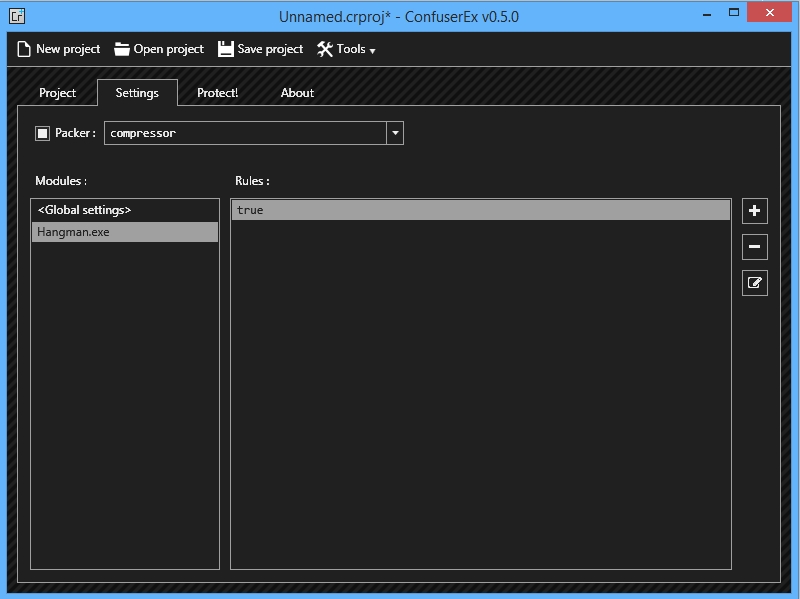 Cr
Unnamed.crproj* - ConfuserEx v0.5.0
New project Open project Save project Tools
Project Settings Protect! About
Packer : compressor
Modules : Rules :
<Global settings> true
Hangman.exe